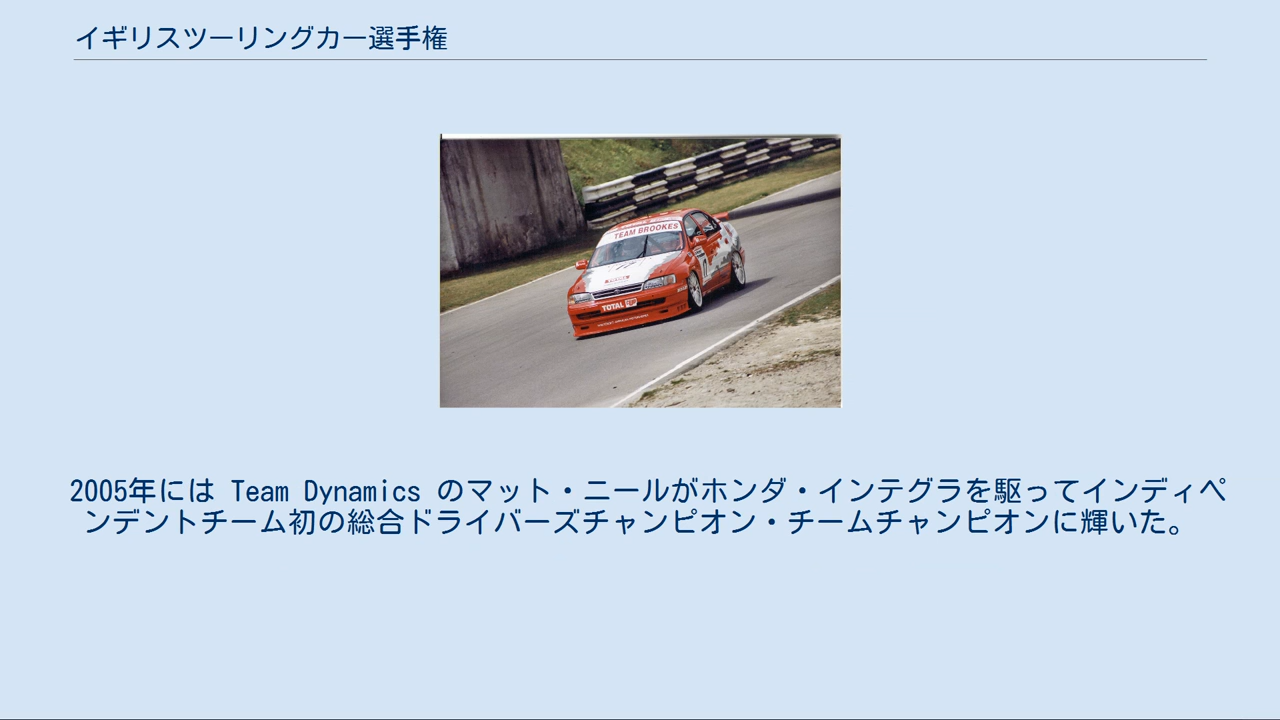 イギリスツーリングカー選手権
TEAM BROOKES
17
TOTAL
2005年には Team Dynamics のマット・ニールがホンダ・インテグラを駆ってインディペ
ンデントチーム初の総合ドライバーズチャンピオン・チームチャンピオンに輝いた。